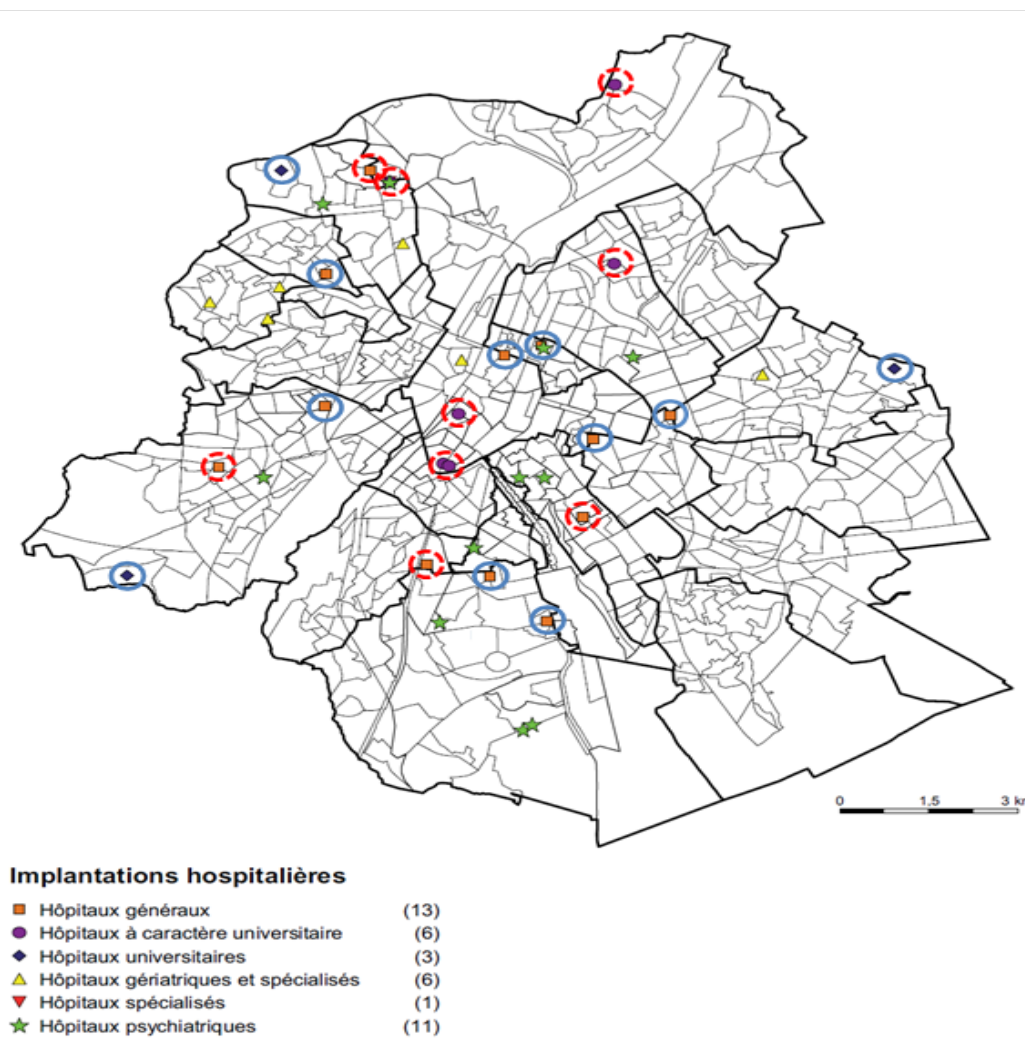 0 1,5 3 km
Implantations hospitalières
Hôpitaux généraux (13)
Hôpitaux à caractère universitaire (6)
Hôpitaux universitaires (3)
Hôpitaux gériatriques et spécialisés (6)
Hôpitaux spécialisés (1)
Hôpitaux psychiatriques (11)